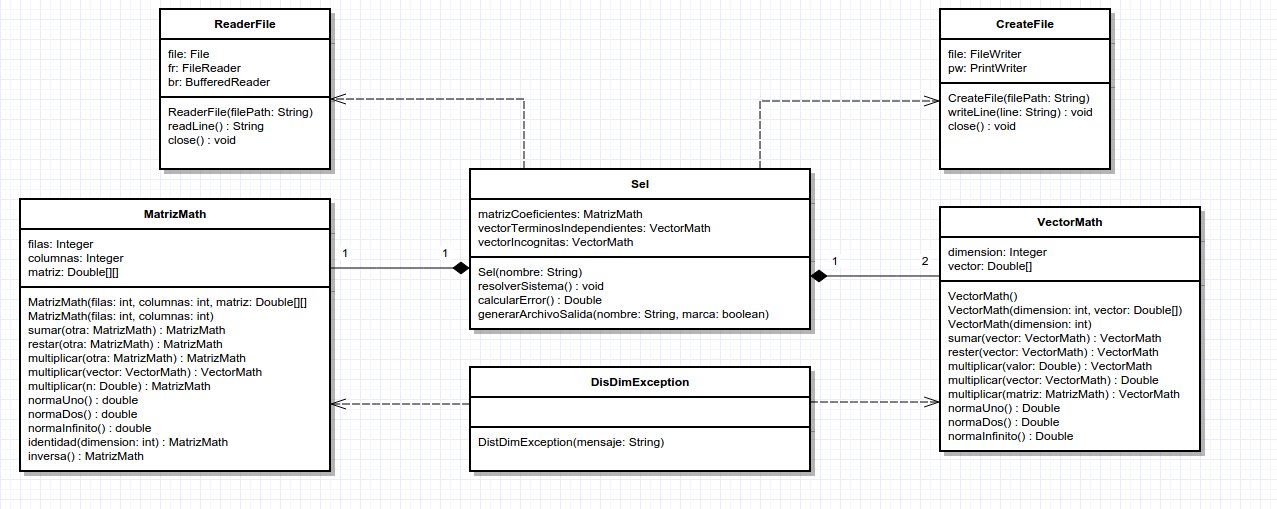 ReaderFile
file: File
fr: FileReader
br: BufferedReader
ReaderFile(filePath: String)
readLine() : String
close() : void
CreateFile
file: FileWriter
pw: PrintWriter
CreateFile(filePath: String)
writeLine(line: String) : void
close() : void
MatrizMath
filas: Integer
columnas: Integer
matriz: Double[][]
MatrizMath(filas: int, columnas: int, matriz: Double[][]
MatrizMath(filas: int, columnas: int)
sumar(otra: MatrizMath) : MatrizMath
restar(otra: MatrizMath) : MatrizMath
multiplicar(otra: MatrizMath) : MatrizMath
multiplicar(vector: VectorMath) : VectorMath
multiplicar(n: Double) : MatrizMath
normaUno() : double
normaDos() : double
normaInfinito() : double
identidad(dimension: int) : MatrizMath
inversa() : MatrizMath
1
1
Sel
matrizCoeficientes: MatrizMath
vectorTerminosIndependientes: VectorMath
vectorIncognitas: VectorMath
Sel(nombre: String)
resolverSistema() : void
calcularError() : Double
generarArchivoSalida(nombre: String, marca: boolean)
1
2
VectorMath
dimension: Integer
vector: Double[]
VectorMath()
VectorMath(dimension: int, vector: Double[])
VectorMath(dimension: int)
sumar(vector: VectorMath) : VectorMath
rester(vector: VectorMath) : VectorMath
multiplicar(valor: Double) : VectorMath
multiplicar(vector: VectorMath) : Double
multiplicar(matriz: MatrizMath) : VectorMath
normaUno() : Double
normaDos() : Double
normaInfinito() : Double
DisDimException
DistDimException(mensaje: String)